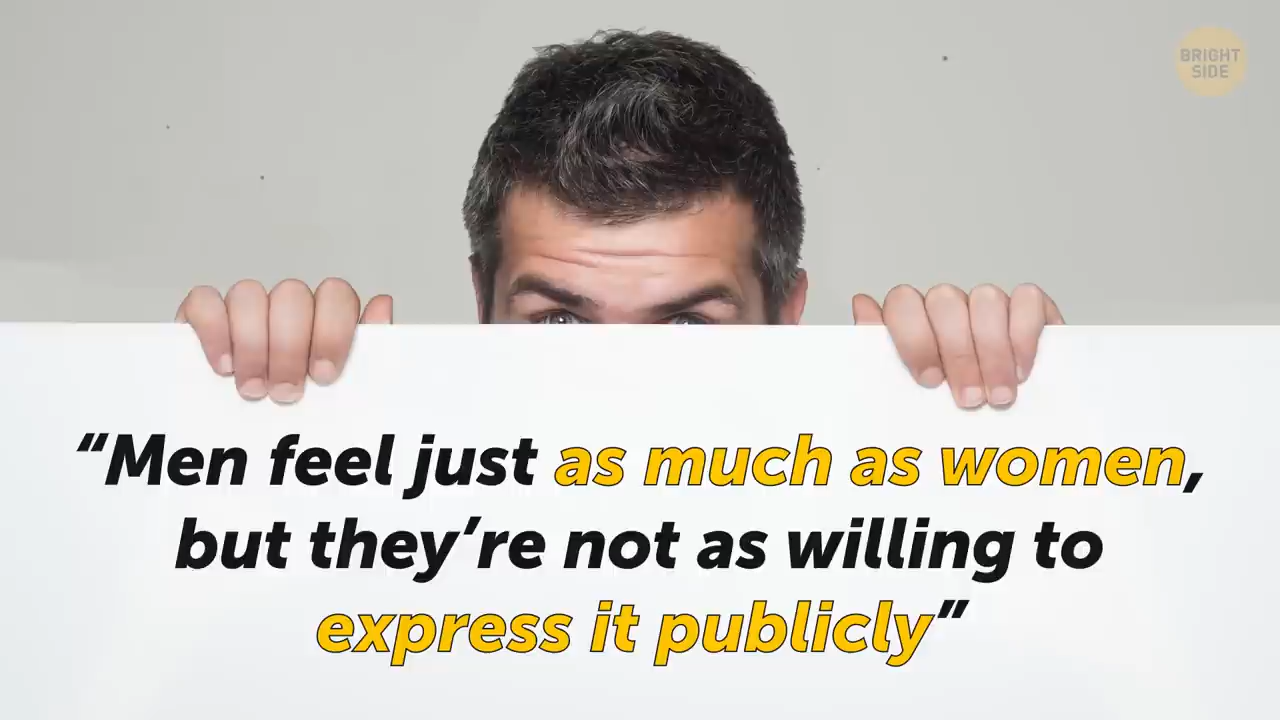 BRIGHT
SIDE
“Men feel just as much as women,
but they’re not as willing to
express it publicly”